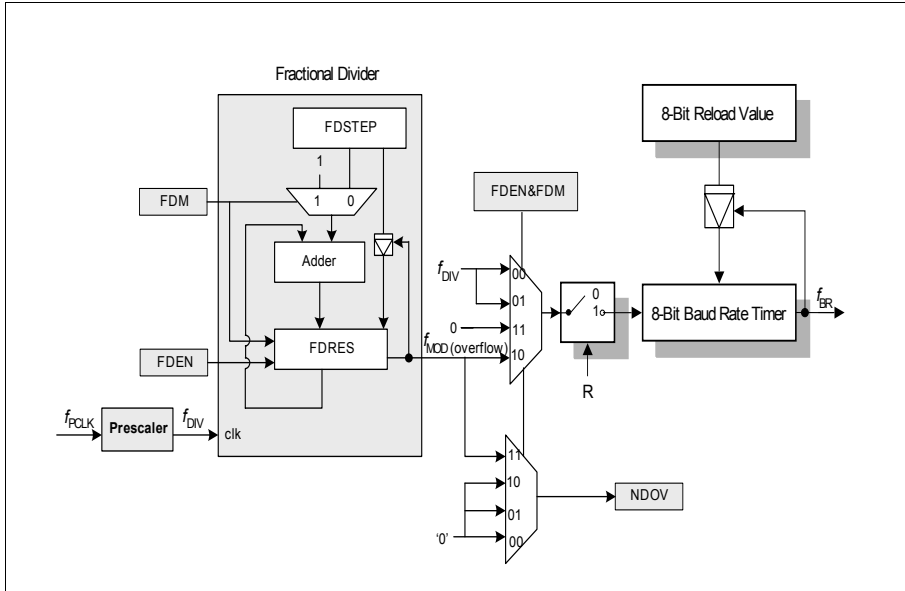 Fractional Divider
FDSTEP
8-Bit Reload Value
1
FDM
1 0
FDEN&FDM
Adder
fDIV
00
01
0
11
10
0
1
8-Bit Baud Rate Timer
fBR
FDEN
FDRES
fMOD (overflow)
R
fPCLK
Prescaler
fDIV
clk
11
10
01
00
'0'
NDOV